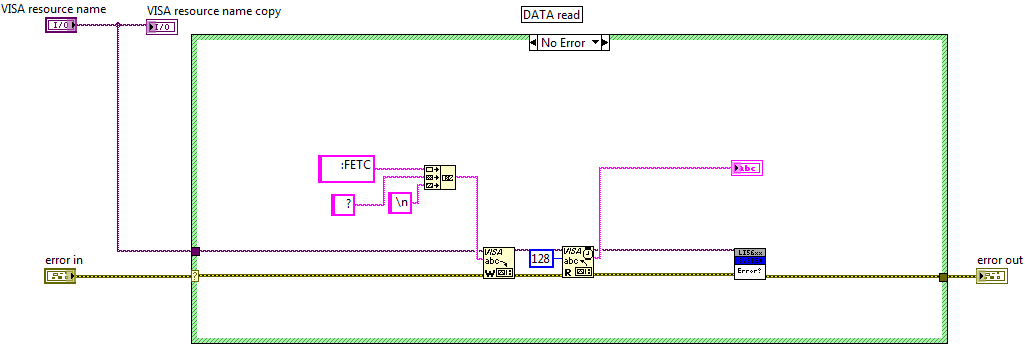 VISA resource name
VISA resource name copy
I/O
I/O
DATA read
No Error
:FETC
?
\n
abc
VISA
abc
W
128
VISA
abc
R
Error?
error in
?
error out